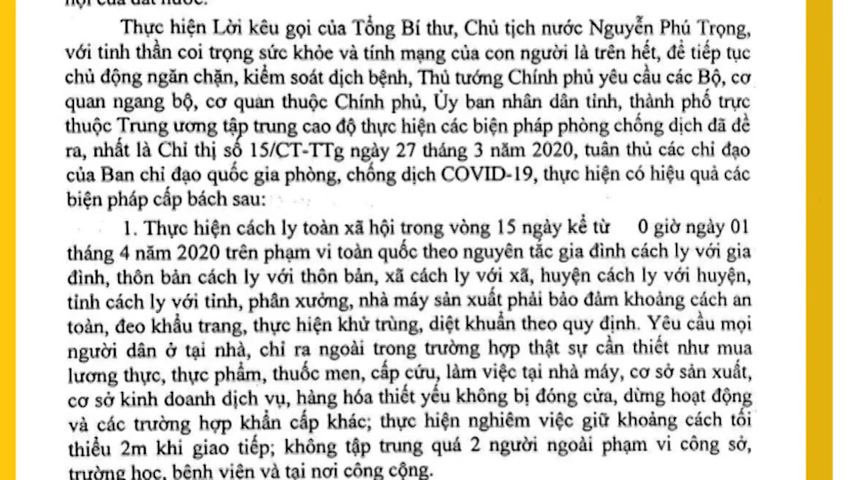 hội của đất nước.
Thực hiện Lời kêu gọi của Tổng Bí thư, Chủ tịch nước Nguyễn Phú Trọng,
với tinh thần coi trọng sức khỏe và tính mạng của con người là trên hết, để tiếp tục
chủ động ngăn chặn, kiểm soát dịch bệnh, Thủ tướng Chính phủ yêu cầu các Bộ, cơ
quan ngang bộ, cơ quan thuộc Chính phủ, Ủy ban nhân dân tỉnh, thành phố trực
thuộc Trung ương tập trung cao độ thực hiện các biện pháp phòng chống dịch đã đề
ra, nhất là Chỉ thị số 15/CT-TTg ngày 27 tháng 3 năm 2020, tuân thủ các chỉ đạo
của Ban chỉ đạo quốc gia phòng, chống dịch COVID-19, thực hiện có hiệu quả các
biện pháp cấp bách sau:
1. Thực hiện cách ly toàn xã hội trong vòng 15 ngày kể từ 0 giờ ngày 01
tháng 4 năm 2020 trên phạm vi toàn quốc theo nguyên tắc gia đình cách ly với gia
đình, thôn bản cách ly với thôn bản, xã cách ly với xã, huyện cách ly với huyện,
tỉnh cách ly với tỉnh, phân xưởng, nhà máy sản xuất phải bảo đảm khoảng cách an
toàn, đeo khẩu trang, thực hiện khử trùng, diệt khuẩn theo quy định. Yêu cầu mọi
người dân ở tại nhà, chỉ ra ngoài trong trường hợp thật sự cần thiết như mua
lương thực, thực phẩm, thuốc men, cấp cứu, làm việc tại nhà máy, cơ sở sản xuất,
cơ sở kinh doanh dịch vụ, hàng hóa thiết yếu không bị đóng cửa, dừng hoạt động
và các trường hợp khẩn cấp khác; thực hiện nghiêm việc giữ khoảng cách tối
thiểu 2m khi giao tiếp; không tập trung quá 2 người ngoài phạm vi công sở,
trường học, bệnh viện và tại nơi công cộng.